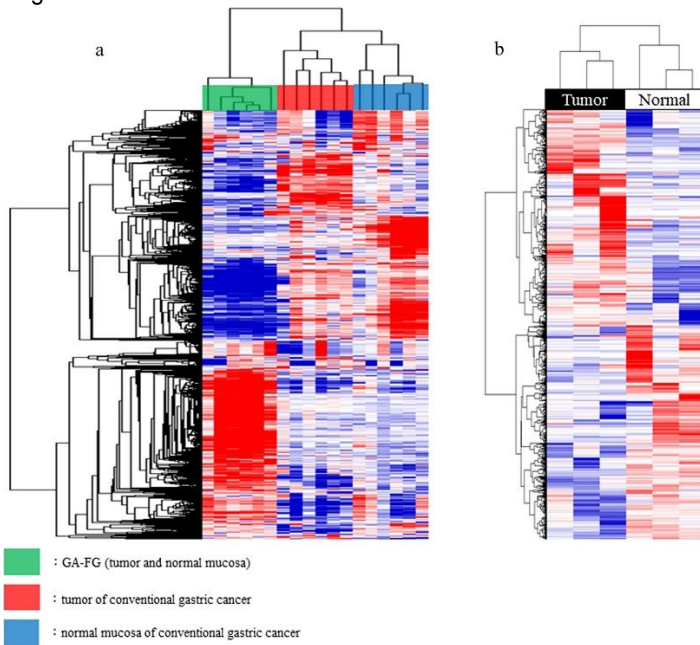 a
b
Tumor Normal
: GA-FG (tumor and normal mucosa)
: tumor of conventional gastric cancer
: normal mucosa of conventional gastric cancer